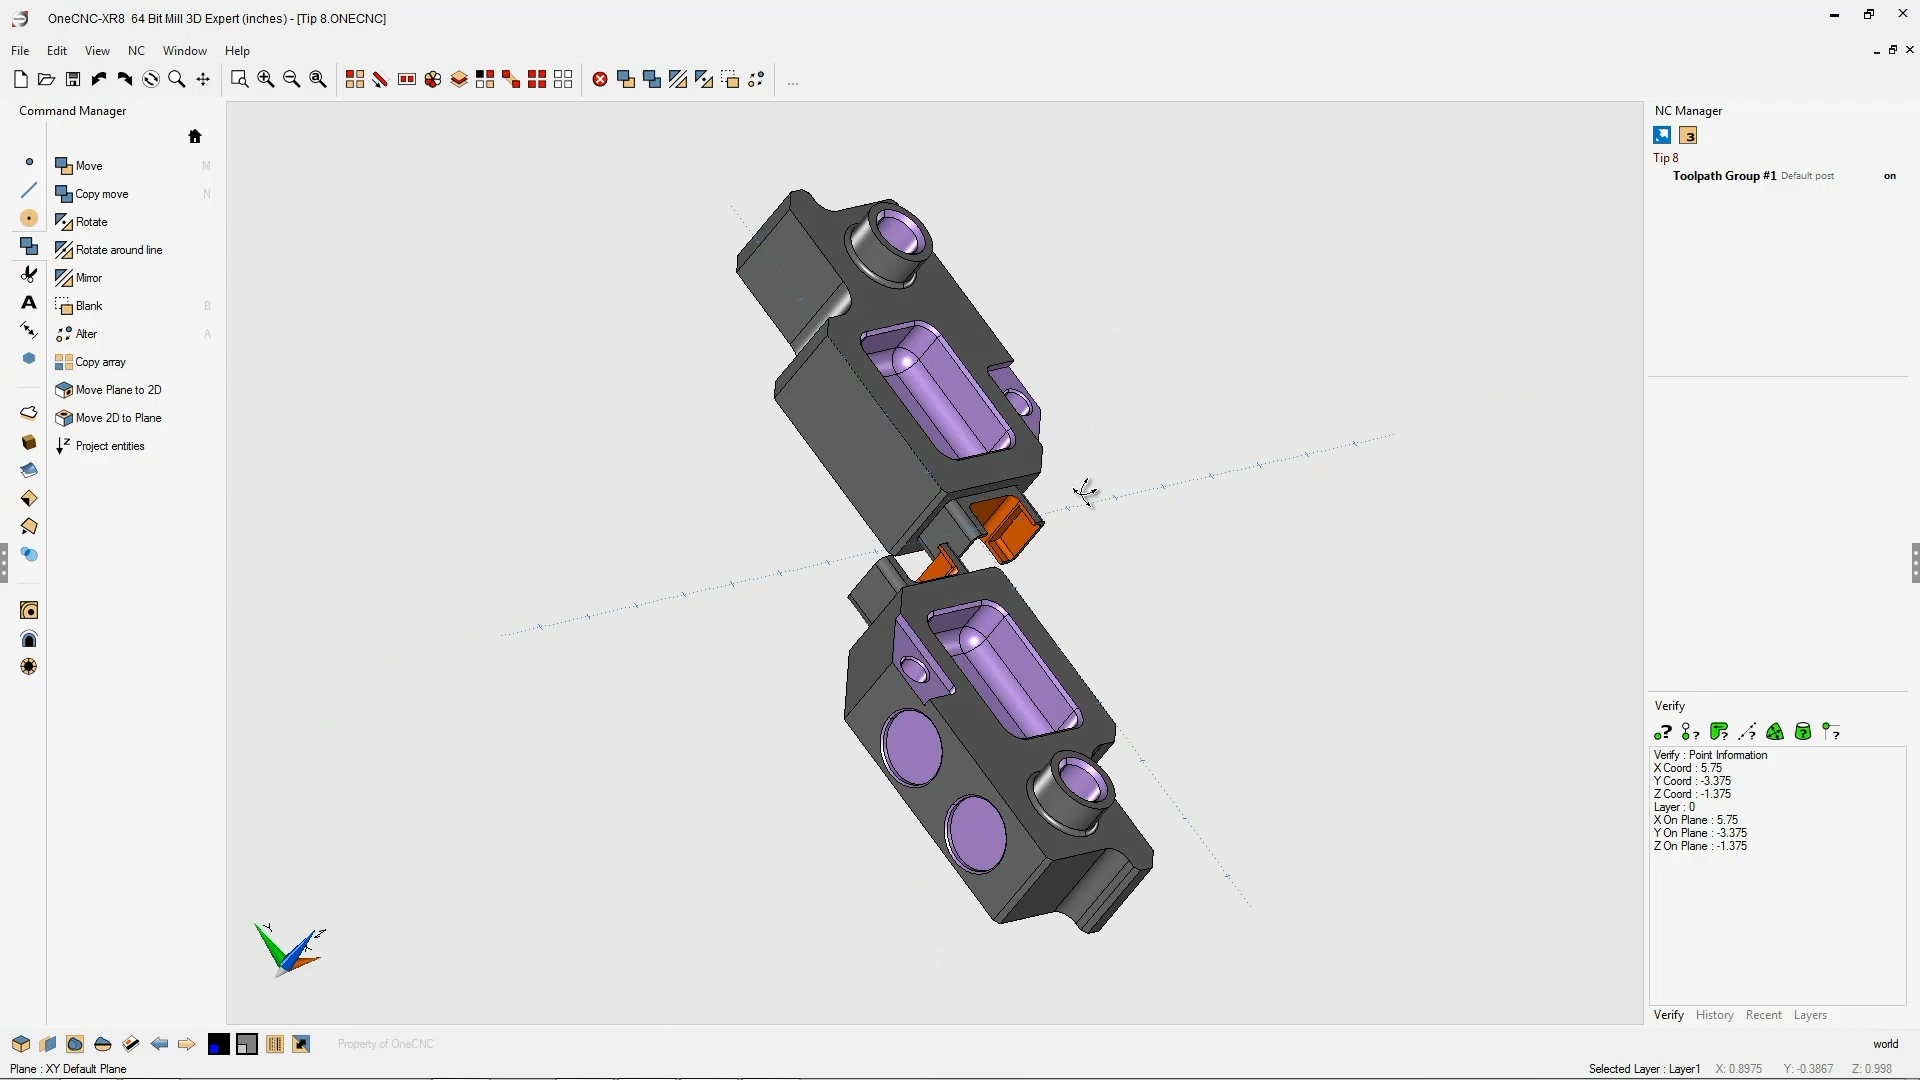 OneCNC-XR8 64 Bit Mill 3D Expert (inches) - [Tip 8.ONECNC]
File Edit View NC Window Help
Command Manager
Move M
Copy move N
Rotate
Rotate around line
Mirror
Blank B
Alter A
Copy array
Move Plane to 2D
Move 2D to Plane
Project entities
NC Manager
3
Tip 8
Toolpath Group #1 Default post on
Verify
Verify : Point Information
X Coord : 5.75
Y Coord : -3.375
Z Coord : -1.375
Layer : 0
X On Plane : 5.75
Y On Plane : -3.375
Z On Plane : -1.375
Verify History Recent Layers
Property of OneCNC
world
Plane : XY Default Plane
Selected Layer : Layer1 X: 0.8975 Y: -0.3867 Z: 0.998